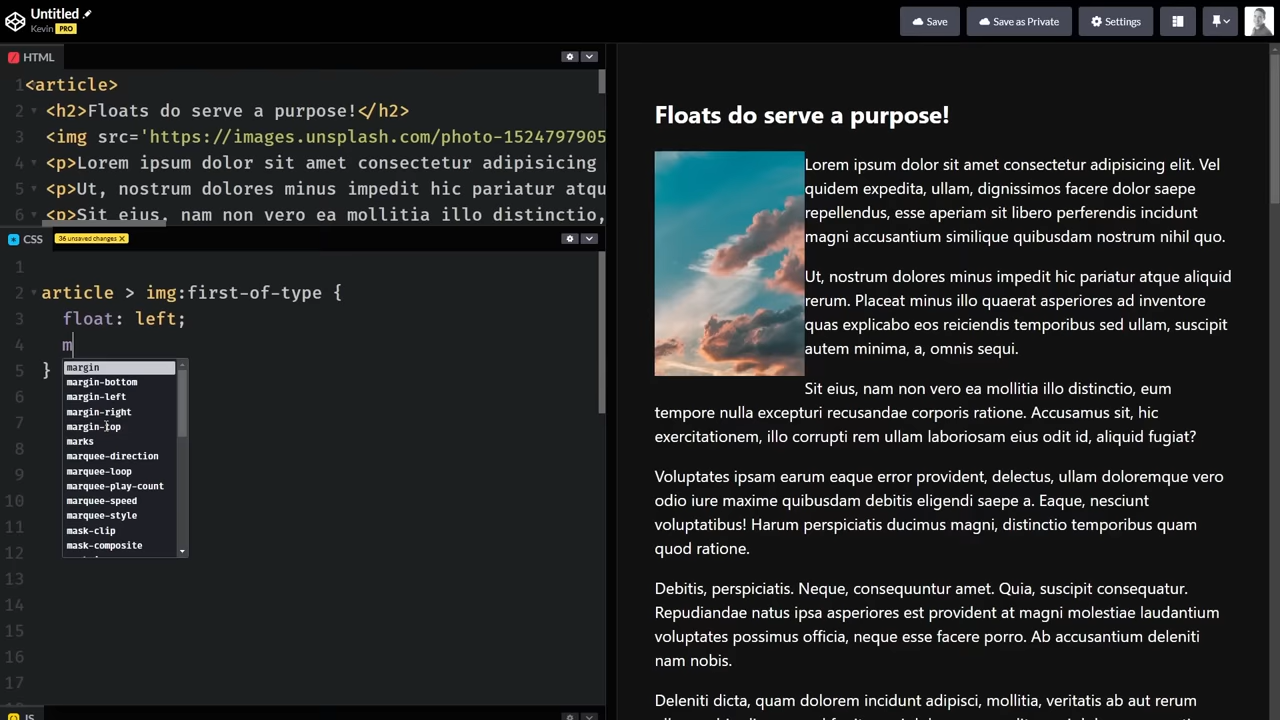 Untitled
Kevin PRO
Save
Save as Private
Settings
HTML
1 <article>
2 <h2>Floats do serve a purpose!</h2>
3 <img src='https://images.unsplash.com/photo-1524797905
4 <p>Lorem ipsum dolor sit amet consectetur adipisicing
5 <p>Ut, nostrum dolores minus impedit hic pariatur atqu
6 <p>Sit eius, nam non vero ea mollitia illo distinctio,
CSS 36 unsaved changes X
1
2 article > img:first-of-type {
3 float: left;
4 m
5 }
6
7
8
9
10
11
12
13
14
15
16
17
margin
margin-bottom
margin-left
margin-right
margin-top
marks
marquee-direction
marquee-loop
marquee-play-count
marquee-speed
marquee-style
mask-clip
mask-composite
JS
Floats do serve a purpose!
Lorem ipsum dolor sit amet consectetur adipisicing elit. Vel
quidem expedita, ullam, dignissimos facere dolor saepe
repellendus, esse aperiam sit libero perferendis incidunt
magni accusantium similique quibusdam nostrum nihil quo.
Ut, nostrum dolores minus impedit hic pariatur atque aliquid
rerum. Placeat minus illo quaerat asperiores ad inventore
quas explicabo eos reiciendis temporibus sed ullam, suscipit
autem minima, a, omnis sequi.
Sit eius, nam non vero ea mollitia illo distinctio, eum
tempore nulla excepturi recusandae corporis ratione. Accusamus sit, hic
exercitationem, illo corrupti rem ullam laboriosam eius odit id, aliquid fugiat?
Voluptates ipsam earum eaque error provident, delectus, ullam doloremque vero
odio iure maxime quibusdam debitis eligendi saepe a. Eaque, nesciunt
voluptatibus! Harum perspiciatis ducimus magni, distinctio temporibus quam
quod ratione.
Debitis, perspiciatis. Neque, consequuntur amet. Quia, suscipit consequatur.
Repudiandae natus ipsa asperiores est provident at magni molestiae laudantium
voluptates possimus officia, neque esse facere porro. Ab accusantium deleniti
nam nobis.
Deleniti dicta, quam dolorem incidunt adipisci, mollitia, veritatis ab aut rerum